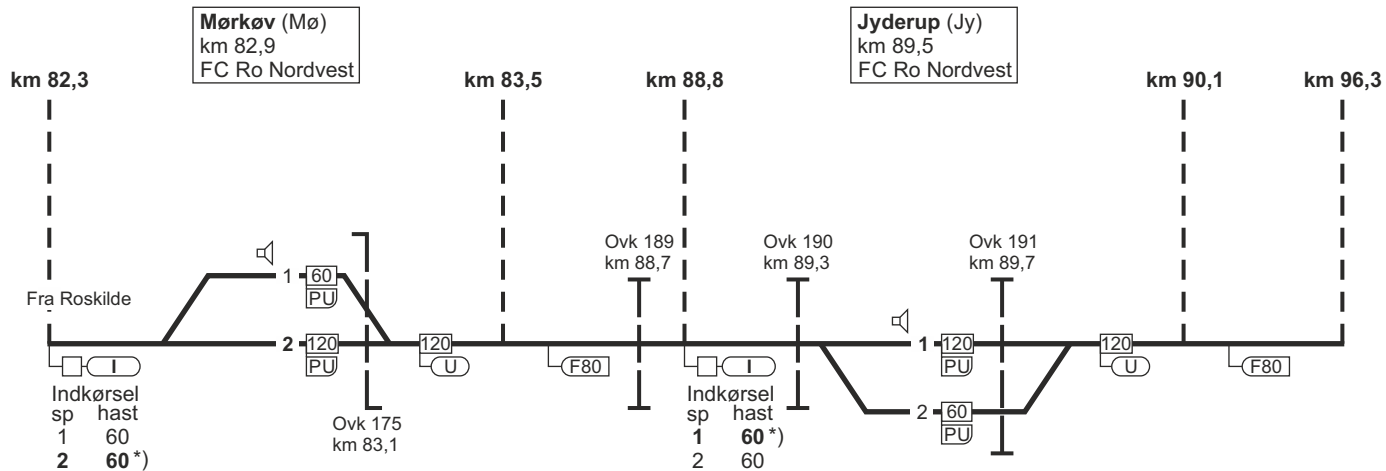 Mørkøv (Mø)
km 82,9
FC Ro Nordvest
Jyderup (Jy)
km 89,5
FC Ro Nordvest
km 82,3
km 83,5
km 88,8
km 90,1
km 96,3
Ovk 189
km 88,7
Ovk 190
km 89,3
Ovk 191
km 89,7
Fra Roskilde
1 60
PU
2 120
PU
120
U
F80
I
Indkørsel
sp hast
1 60
2 60 *)
Ovk 175
km 83,1
I
Indkørsel
sp hast
1 60 *)
2 60
1 120
PU
2 60
PU
120
U
F80